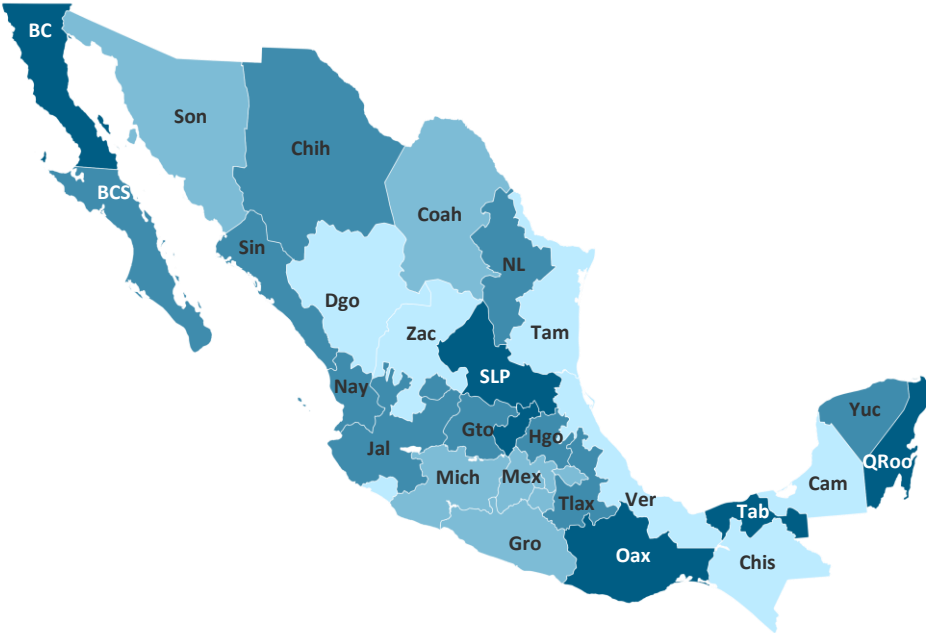 BC
Son
Chih
BCS
Coah
Sin
NL
Dgo
Zac
Tam
SLP
Nay
Yuc
Gto
Hgo
Jal
QRoo
Mich
Mex
Cam
Tlax
Ver
Tab
Gro
Oax
Chis